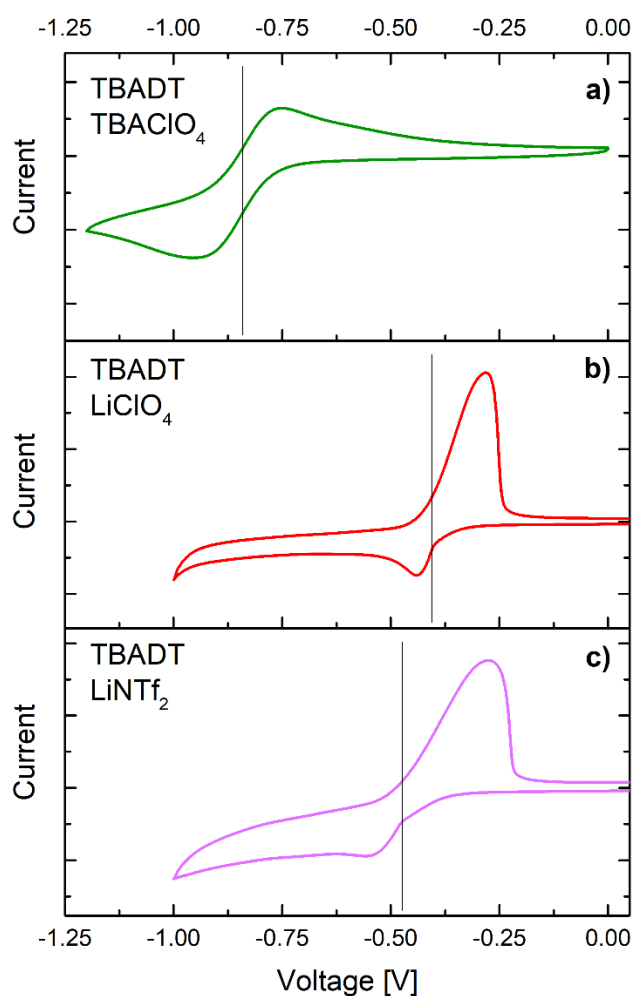 -1.25 -1.00 -0.75 -0.50 -0.25 0.00
TBADT
a)
TBAClO₄
Current
TBADT
b)
LiClO₄
Current
TBADT
c)
LiNTf₂
Current
-1.25 -1.00 -0.75 -0.50 -0.25 0.00
Voltage [V]